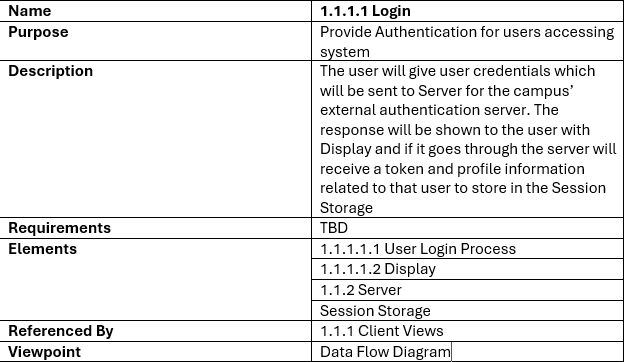 Name 1.1.1.1 Login
Purpose Provide Authentication for users accessing
system
Description The user will give user credentials which
will be sent to Server for the campus’
external authentication server. The
response will be shown to the user with
Display and if it goes through the server will
receive a token and profile information
related to that user to store in the Session
Storage
Requirements TBD
Elements 1.1.1.1.1 User Login Process
1.1.1.1.2 Display
1.1.2 Server
Session Storage
Referenced By 1.1.1 Client Views
Viewpoint Data Flow Diagram